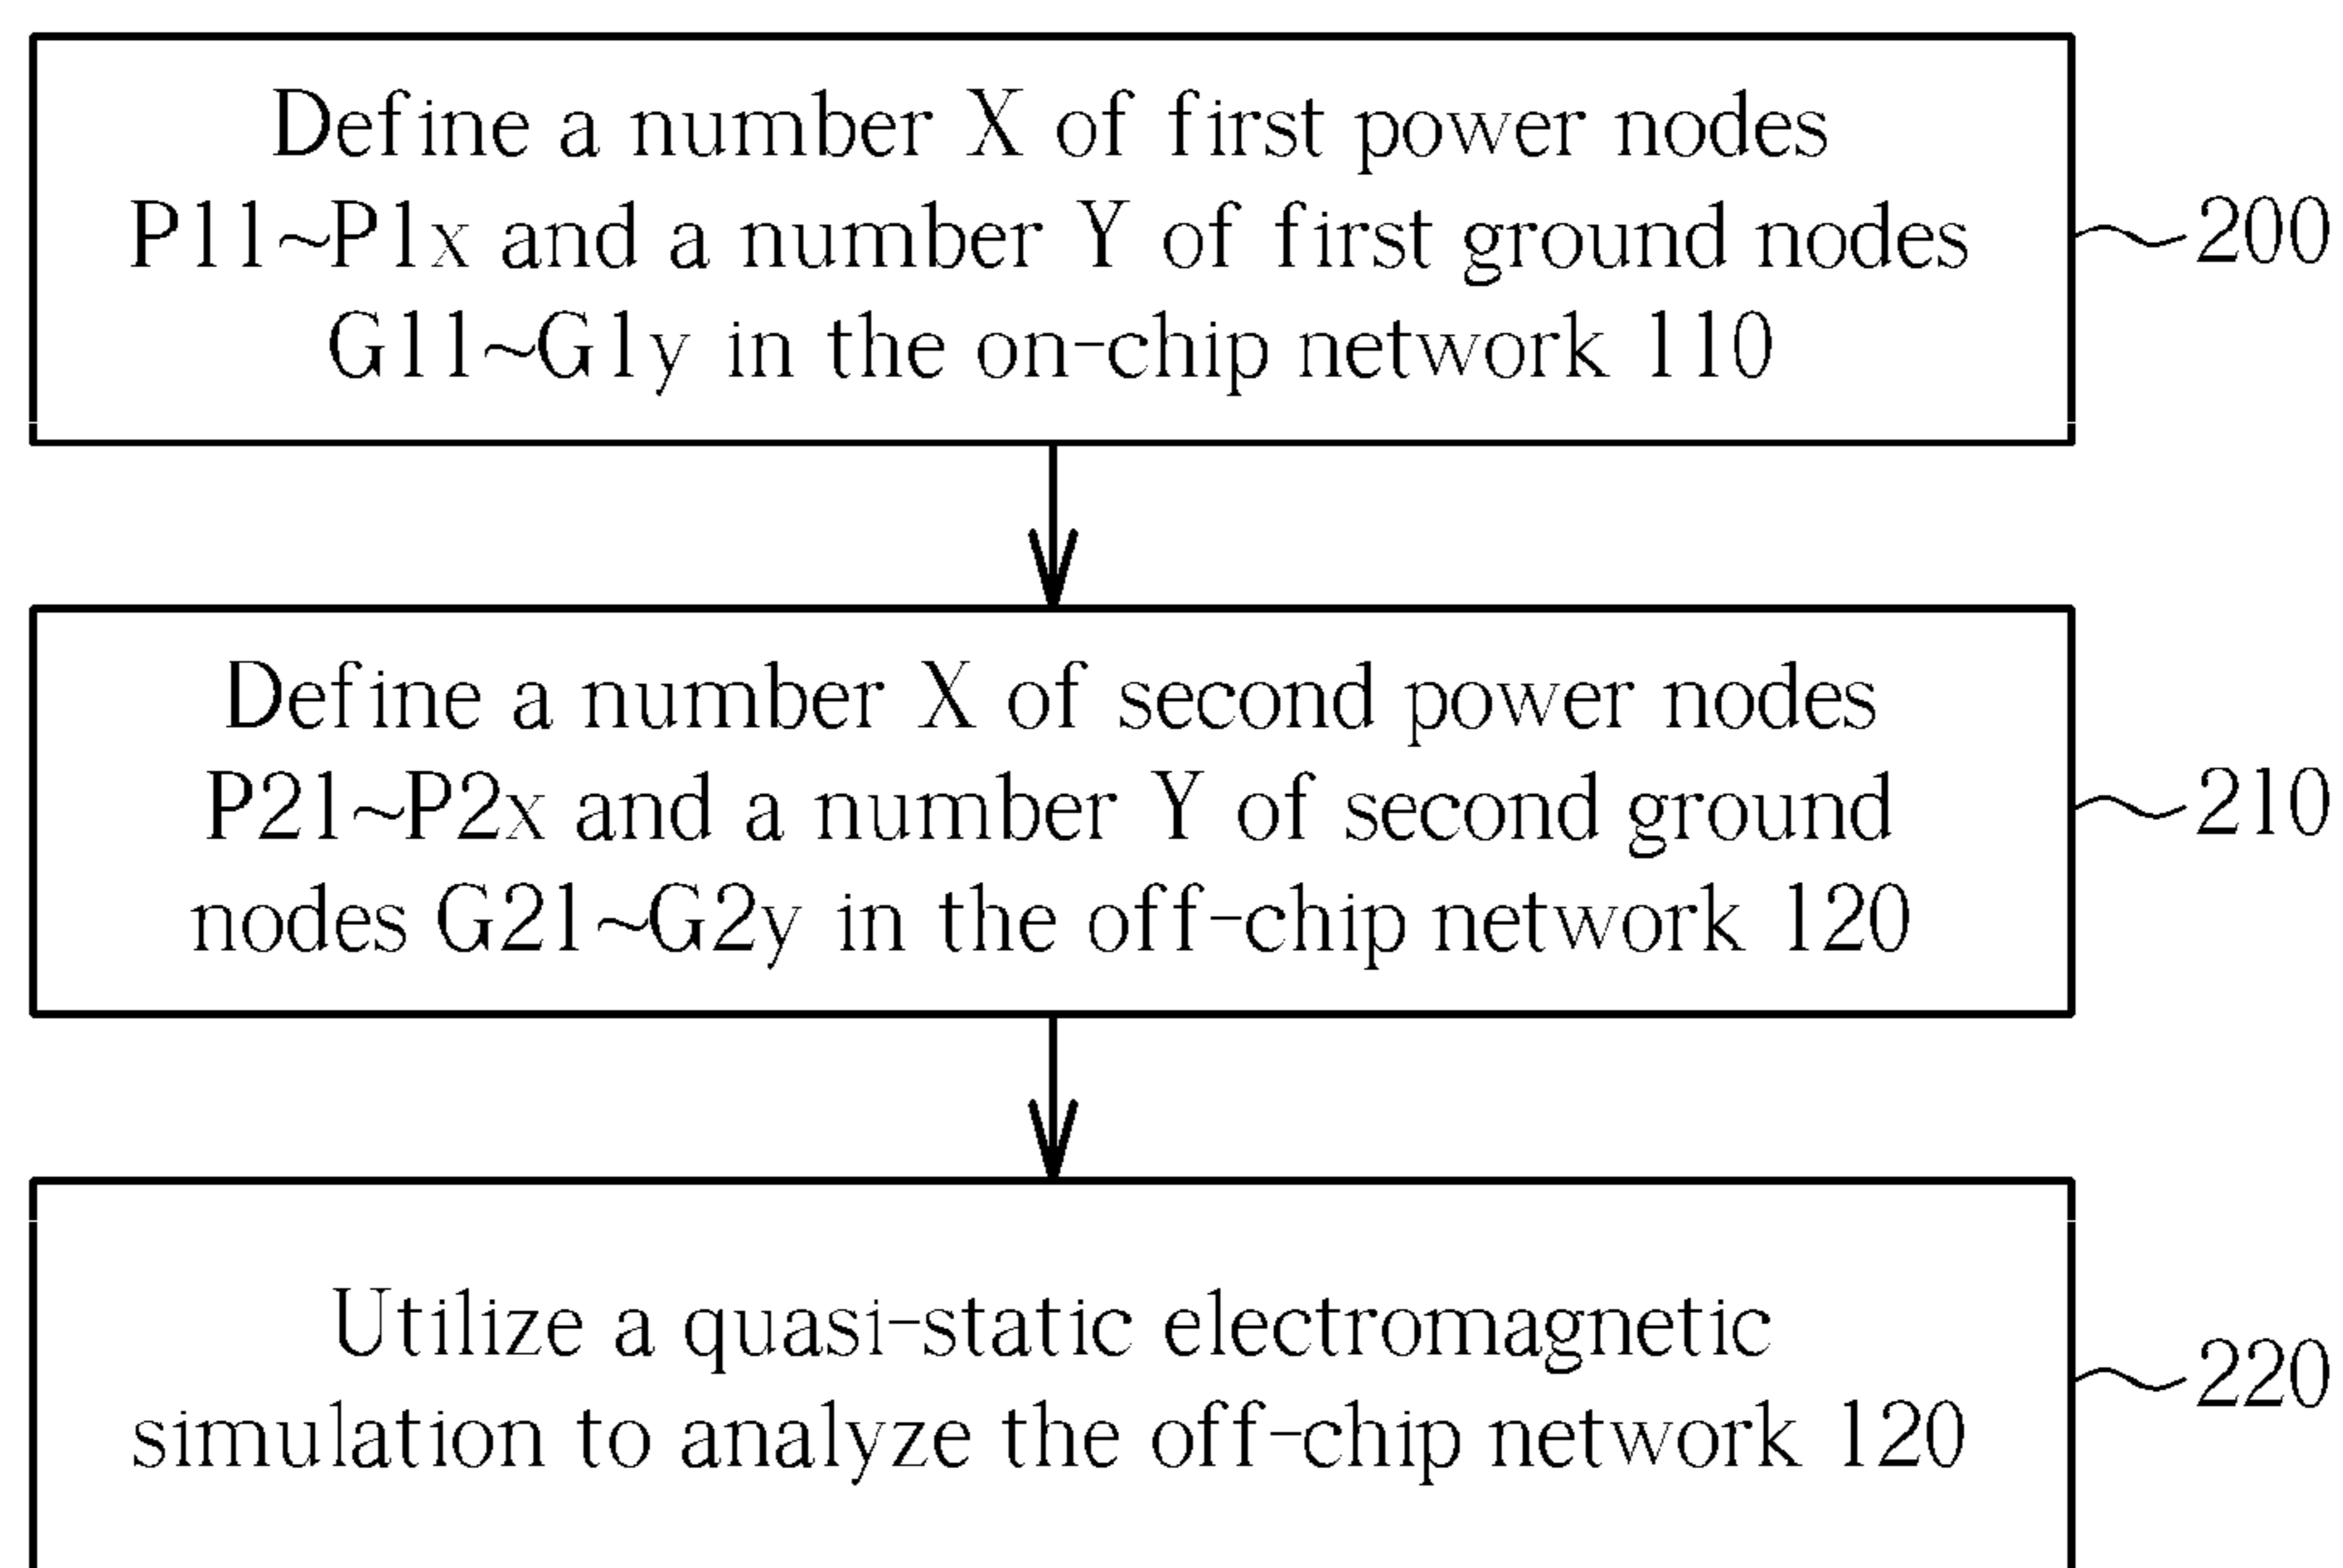 Define a number X of first power nodes
P11~P1x and a number Y of first ground nodes
G11~G1y in the on-chip network 110
200
Define a number X of second power nodes
P21~P2x and a number Y of second ground
nodes G21~G2y in the off-chip network 120
210
Utilize a quasi-static electromagnetic
simulation to analyze the off-chip network 120
220